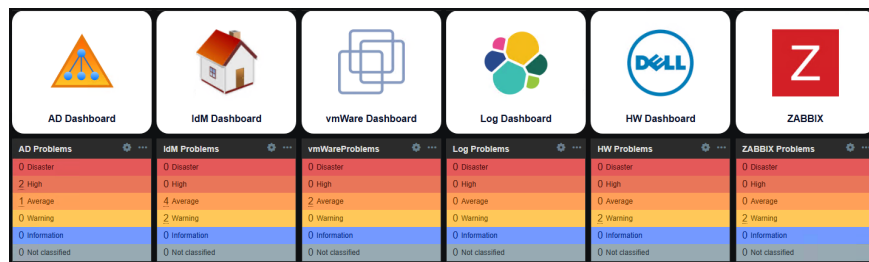 DELL
Z
AD Dashboard
IdM Dashboard
vmWare Dashboard
Log Dashboard
HW Dashboard
ZABBIX
AD Problems
0 Disaster
2 High
1 Average
0 Warning
0 Information
0 Not classified
IdM Problems
0 Disaster
0 High
4 Average
2 Warning
0 Information
0 Not classified
vmWareProblems
0 Disaster
0 High
2 Average
0 Warning
0 Information
0 Not classified
Log Problems
0 Disaster
0 High
0 Average
0 Warning
0 Information
0 Not classified
HW Problems
0 Disaster
0 High
0 Average
2 Warning
0 Information
0 Not classified
ZABBIX Problems
0 Disaster
0 High
0 Average
2 Warning
0 Information
0 Not classified